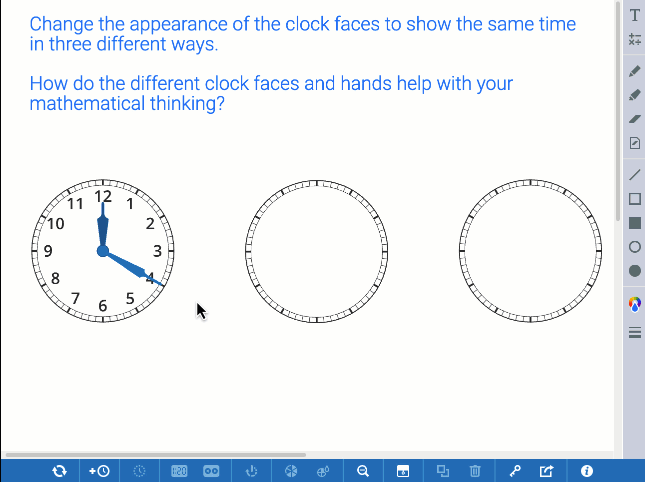 Change the appearance of the clock faces to show the same time
in three different ways.
How do the different clock faces and hands help with your
mathematical thinking?
12
11 1
10 2
9 3
8 4
7 5
6